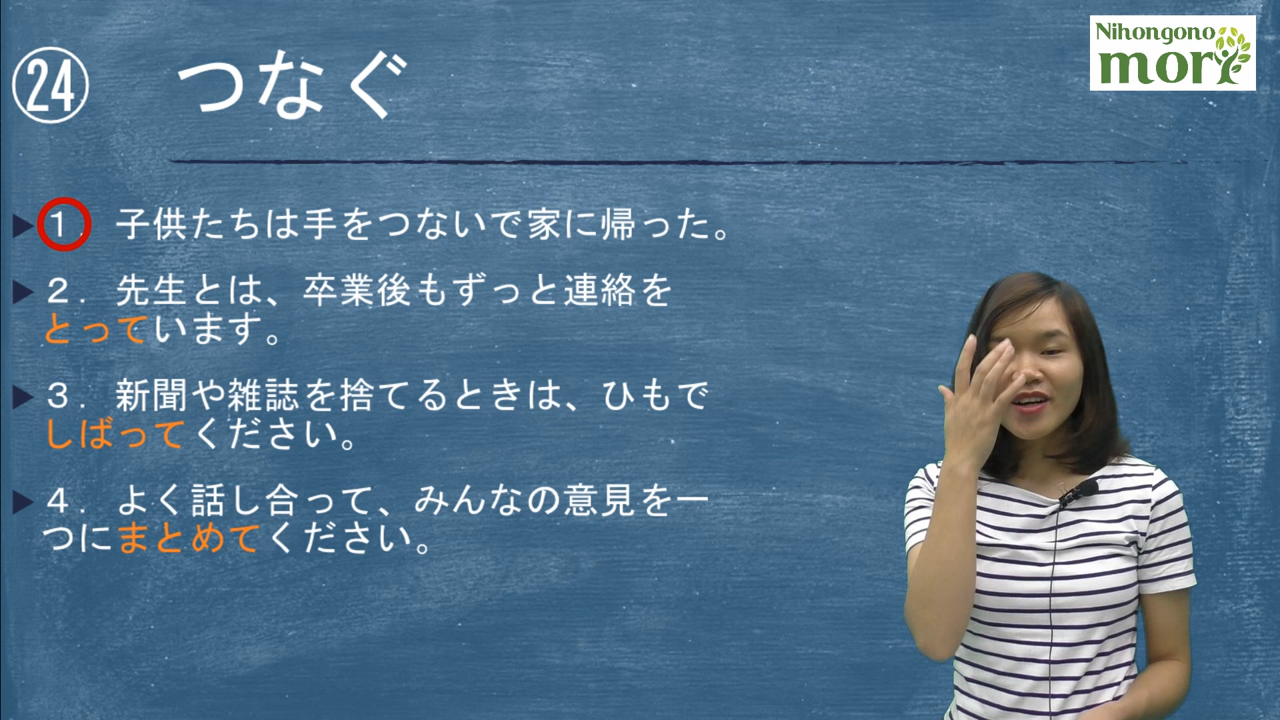 Nihongono
mori
㉔ つなぐ
１． 子供たちは手をつないで家に帰った。
２． 先生とは、卒業後もずっと連絡を
とっています。
３． 新聞や雑誌を捨てるときは、ひもで
しばってください。
４． よく話し合って、みんなの意見を一
つにまとめてください。